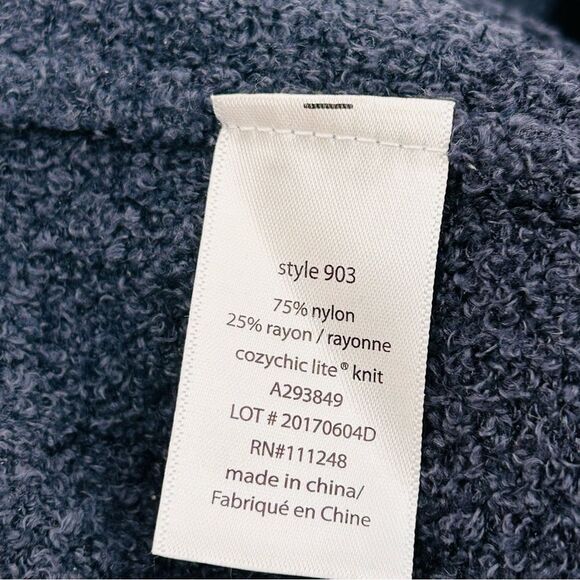 style 903
75% nylon
25% rayon / rayonne
cozychic lite® knit
A293849
LOT # 20170604D
RN#111248
made in china/
Fabriqué en Chine